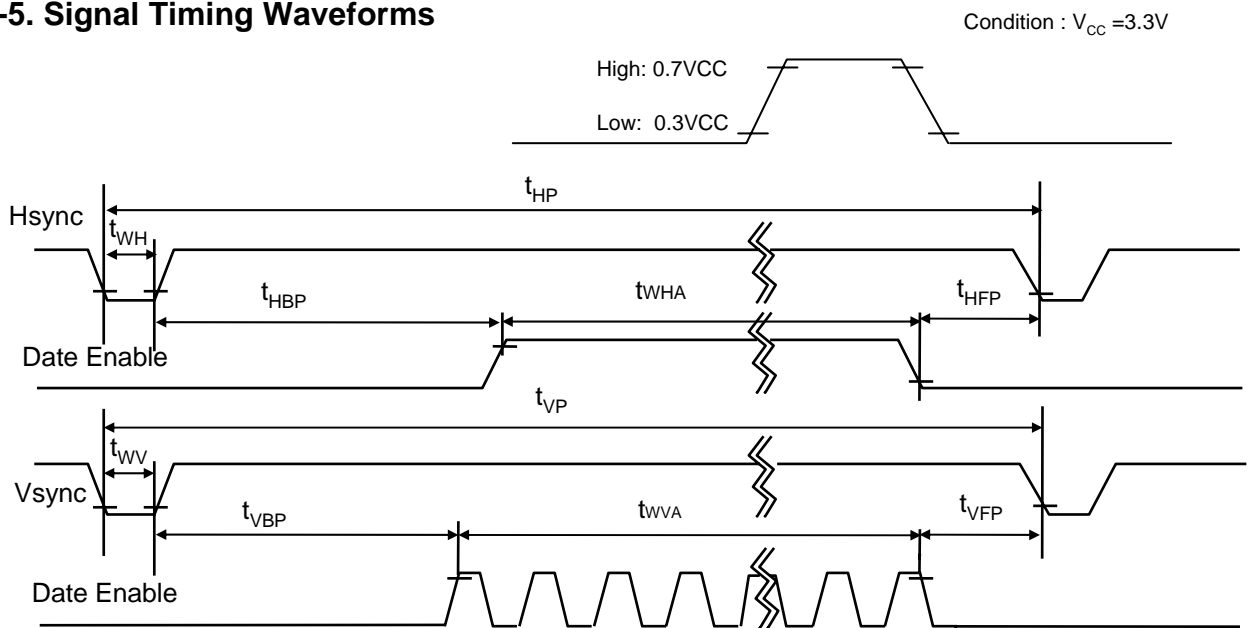 -5. Signal Timing Waveforms
Condition : VCC =3.3V
High: 0.7VCC
Low: 0.3VCC
tHP
Hsync
tWH
tHBP
tWHA
tHFP
Date Enable
tVP
tWV
Vsync
tVBP
tWVA
tVFP
Date Enable